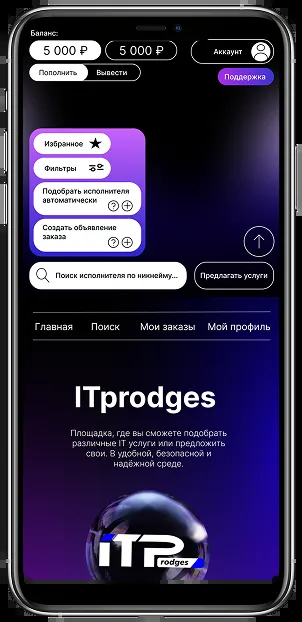 Баланс:
5 000 ₽ 5 000 ₽ Аккаунт
Пополнить Вывести
Поддержка
Избранное
Фильтры
Подобрать исполнителя
автоматически
Создать объявление
заказа
Поиск исполнителя по никнейму... Предлагать услуги
Главная Поиск Мои заказы Мой профиль
ITprodges
Площадка, где вы сможете подобрать
различные IT услуги или предложить
свои. В удобной, безопасной и
надёжной среде.
iTP
rodges